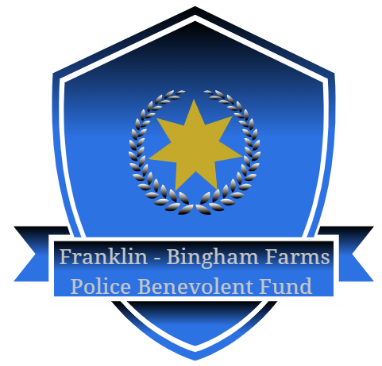 Franklin - Bingham Farms
Police Benevolent Fund